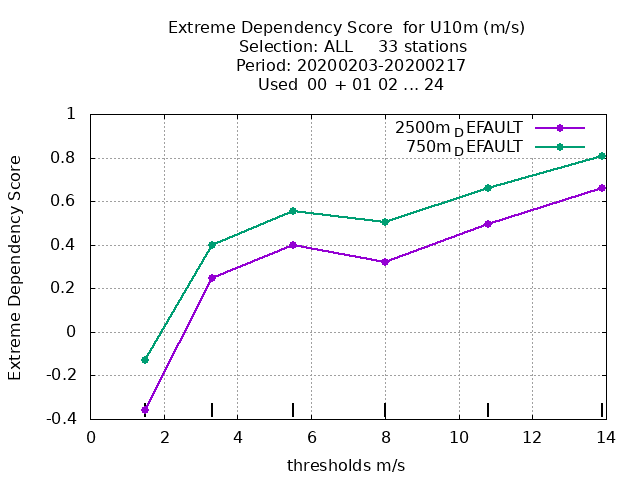 Extreme Dependency Score  for U10m (m/s)
Selection: ALL     33 stations
Period: 20200203-20200217
Used  00  + 01 02 ... 24
2500m_DEFAULT
750m_DEFAULT
Extreme Dependency Score
1
0.8
0.6
0.4
0.2
0
-0.2
-0.4
0 2 4 6 8 10 12 14
thresholds m/s